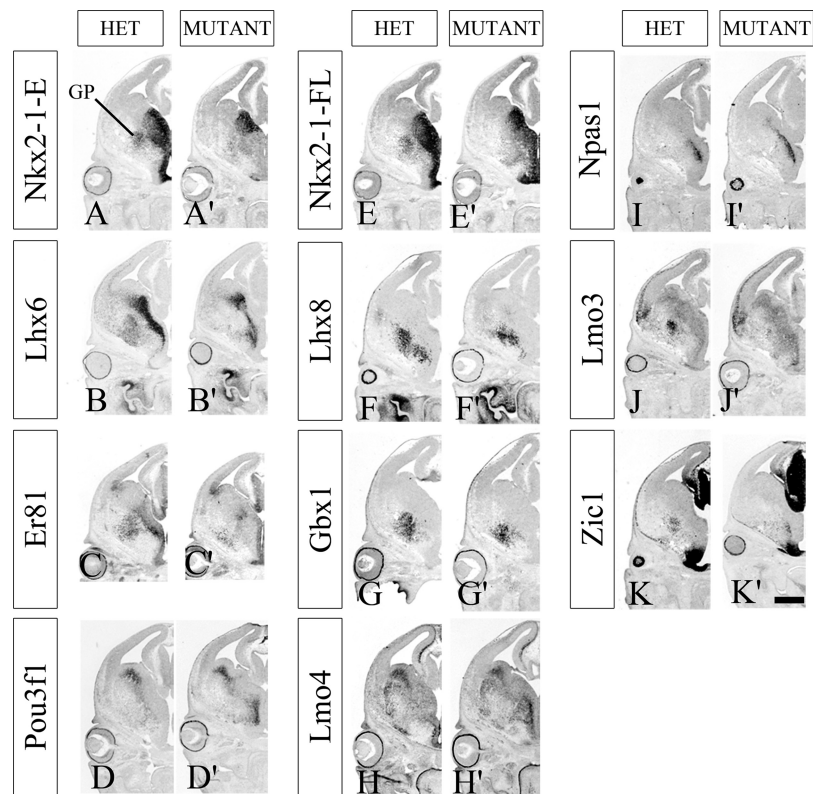 HET MUTANT HET MUTANT HET MUTANT
Nkx2-1-E GP A A' Nkx2-1-FL E E' Npas1 I I'
Lhx6 B B' Lhx8 F F' Lmo3 J J'
Er81 C C' Gbx1 G G' Zic1 K K'
Pou3f1 D D' Lmo4 H H'